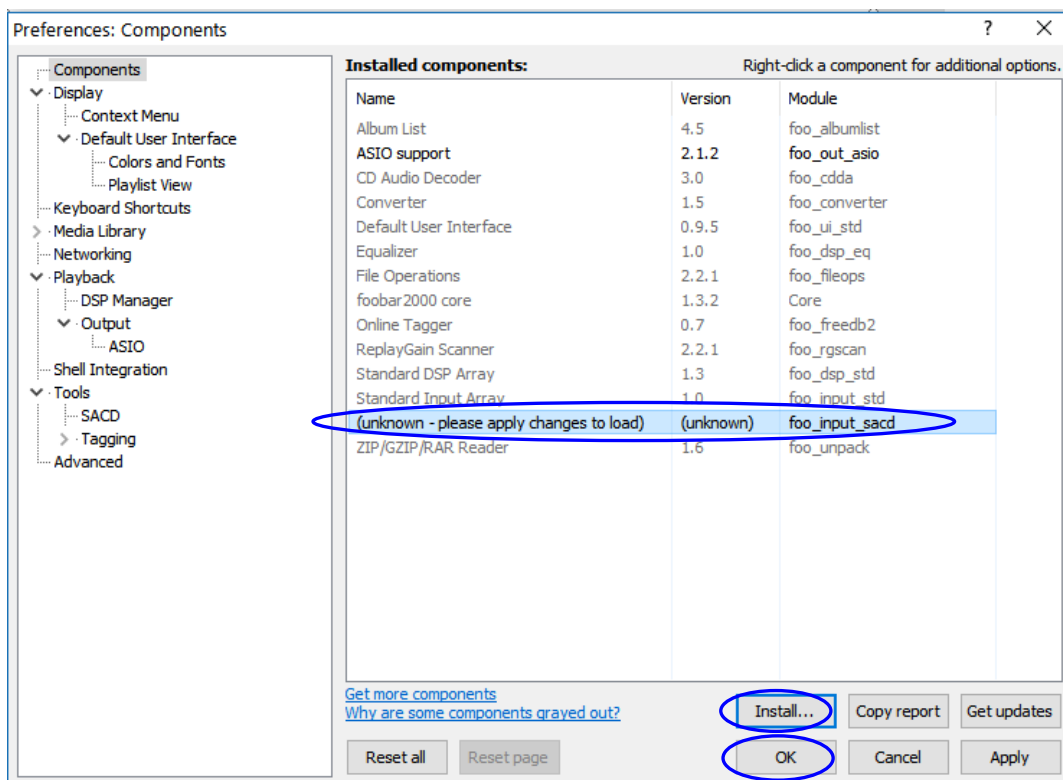 Preferences: Components
?
Components
Display
Context Menu
Default User Interface
Colors and Fonts
Playlist View
Keyboard Shortcuts
Media Library
Networking
Playback
DSP Manager
Output
ASIO
Shell Integration
Tools
SACD
Tagging
Advanced
Installed components: Right-click a component for additional options.
Name Version Module
Album List 4.5 foo_albumlist
ASIO support 2.1.2 foo_out_asio
CD Audio Decoder 3.0 foo_cdda
Converter 1.5 foo_converter
Default User Interface 0.9.5 foo_ui_std
Equalizer 1.0 foo_dsp_eq
File Operations 2.2.1 foo_fileops
foobar2000 core 1.3.2 Core
Online Tagger 0.7 foo_freedb2
ReplayGain Scanner 2.2.1 foo_rgscan
Standard DSP Array 1.3 foo_dsp_std
Standard Input Array 1.0 foo_input_std
(unknown - please apply changes to load) (unknown) foo_input_sacd
ZIP/GZIP/RAR Reader 1.6 foo_unpack
Get more components
Why are some components grayed out?
Install... Copy report Get updates
Reset all Reset page OK Cancel Apply